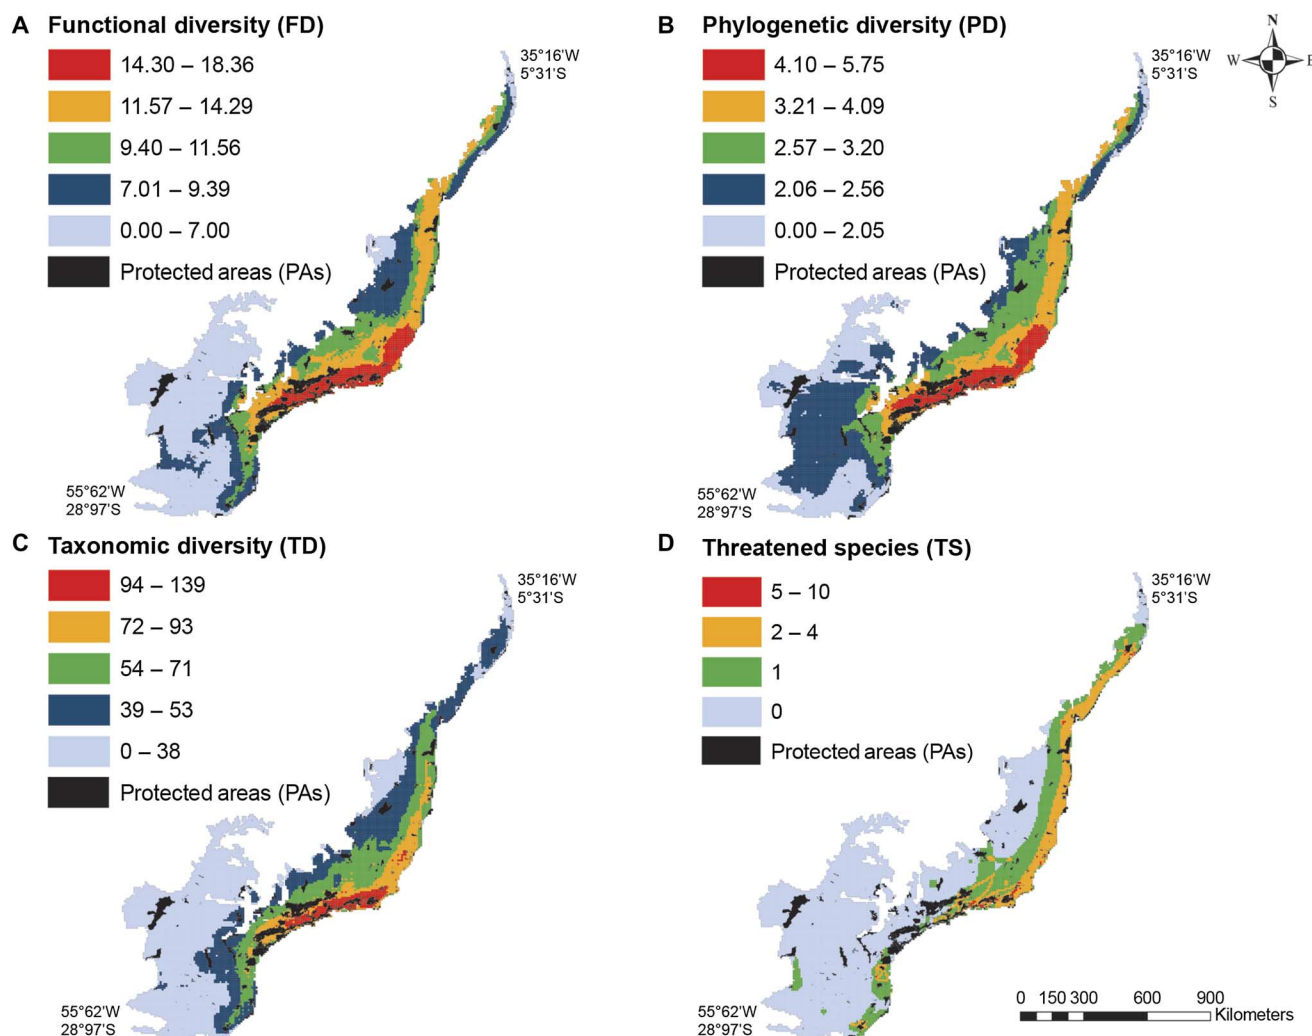 A Functional diversity (FD)
14.30 – 18.36
11.57 – 14.29
9.40 – 11.56
7.01 – 9.39
0.00 – 7.00
Protected areas (PAs)
35°16'W
5°31'S
55°62'W
28°97'S
B Phylogenetic diversity (PD)
4.10 – 5.75
3.21 – 4.09
2.57 – 3.20
2.06 – 2.56
0.00 – 2.05
Protected areas (PAs)
35°16'W
5°31'S
55°62'W
28°97'S
N
W E
S
C Taxonomic diversity (TD)
94 – 139
72 – 93
54 – 71
39 – 53
0 – 38
Protected areas (PAs)
35°16'W
5°31'S
55°62'W
28°97'S
D Threatened species (TS)
5 – 10
2 – 4
1
0
Protected areas (PAs)
35°16'W
5°31'S
55°62'W
28°97'S
0 150 300 600 900
Kilometers